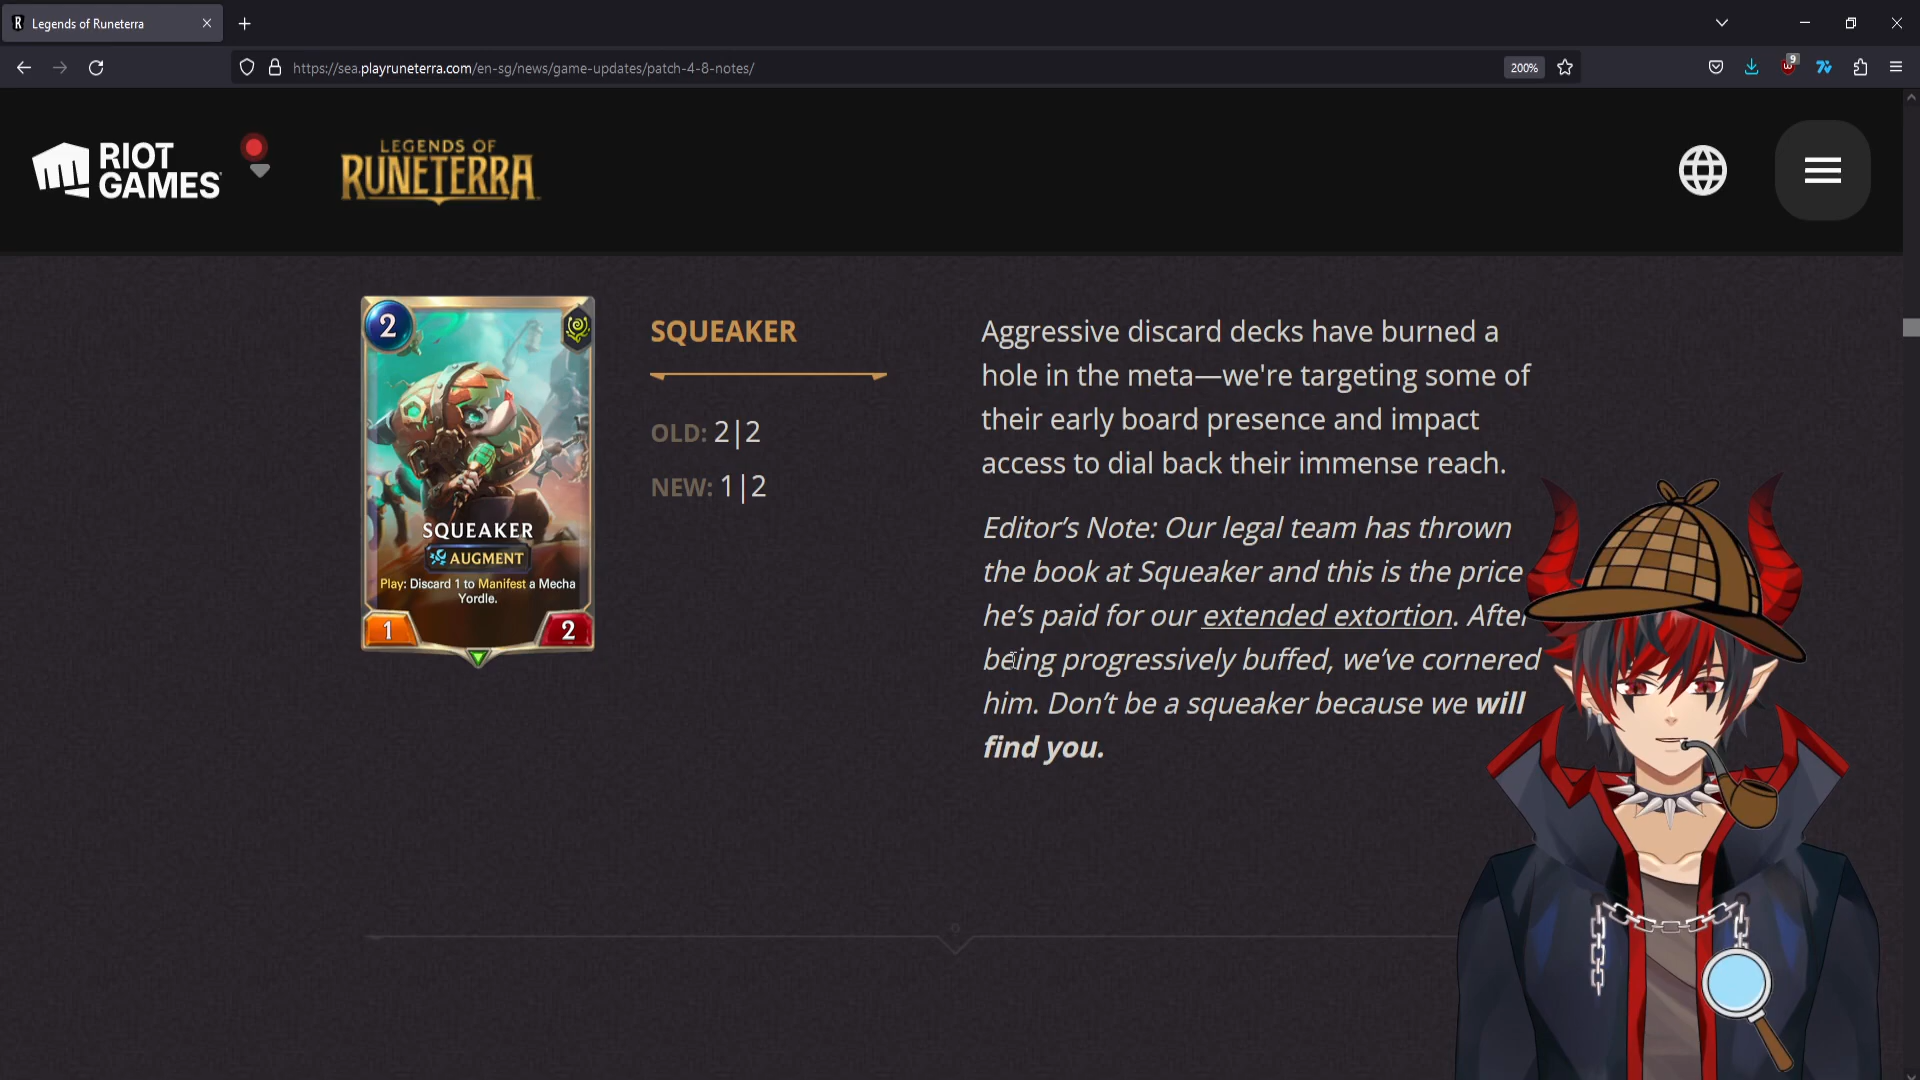 Legends of Runeterra
https://sea.playruneterra.com/en-sg/news/game-updates/patch-4-8-notes/
200%
9
RIOT
GAMES
LEGENDS OF
RUNETERRA
2
SQUEAKER
AUGMENT
Play: Discard 1 to Manifest a Mecha
Yordle.
1
2
SQUEAKER
OLD: 2|2
NEW: 1|2
Aggressive discard decks have burned a
hole in the meta—we're targeting some of
their early board presence and impact
access to dial back their immense reach.
Editor's Note: Our legal team has thrown
the book at Squeaker and this is the price
he's paid for our extended extortion. After
being progressively buffed, we've cornered
him. Don't be a squeaker because we will
find you.